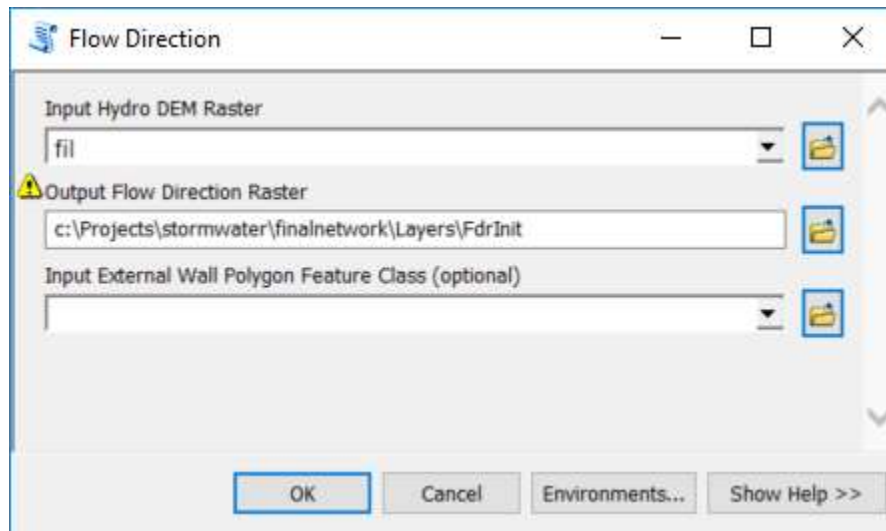 Flow Direction
Input Hydro DEM Raster
fil
Output Flow Direction Raster
c:\Projects\stormwater\finalnetwork\Layers\FdrInit
Input External Wall Polygon Feature Class (optional)
OK Cancel Environments... Show Help >>